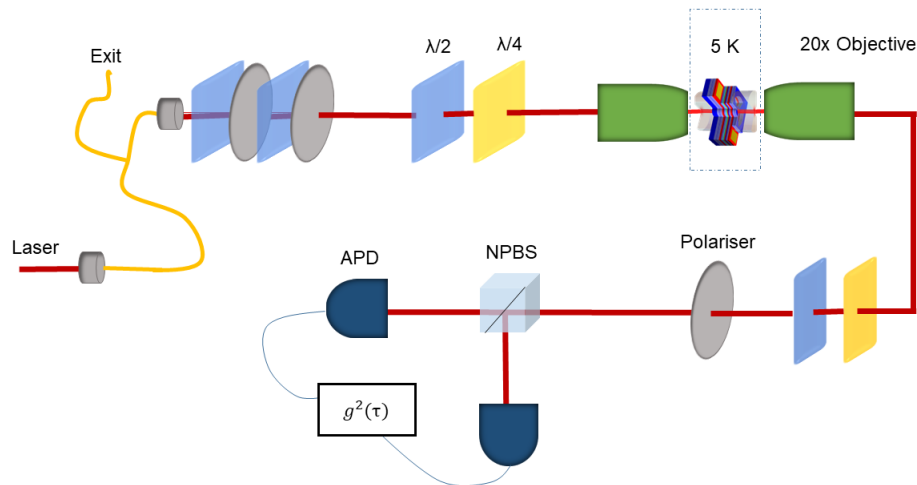 Exit
λ/2
λ/4
5 K
20x Objective
Laser
APD
NPBS
Polariser
g²(τ)